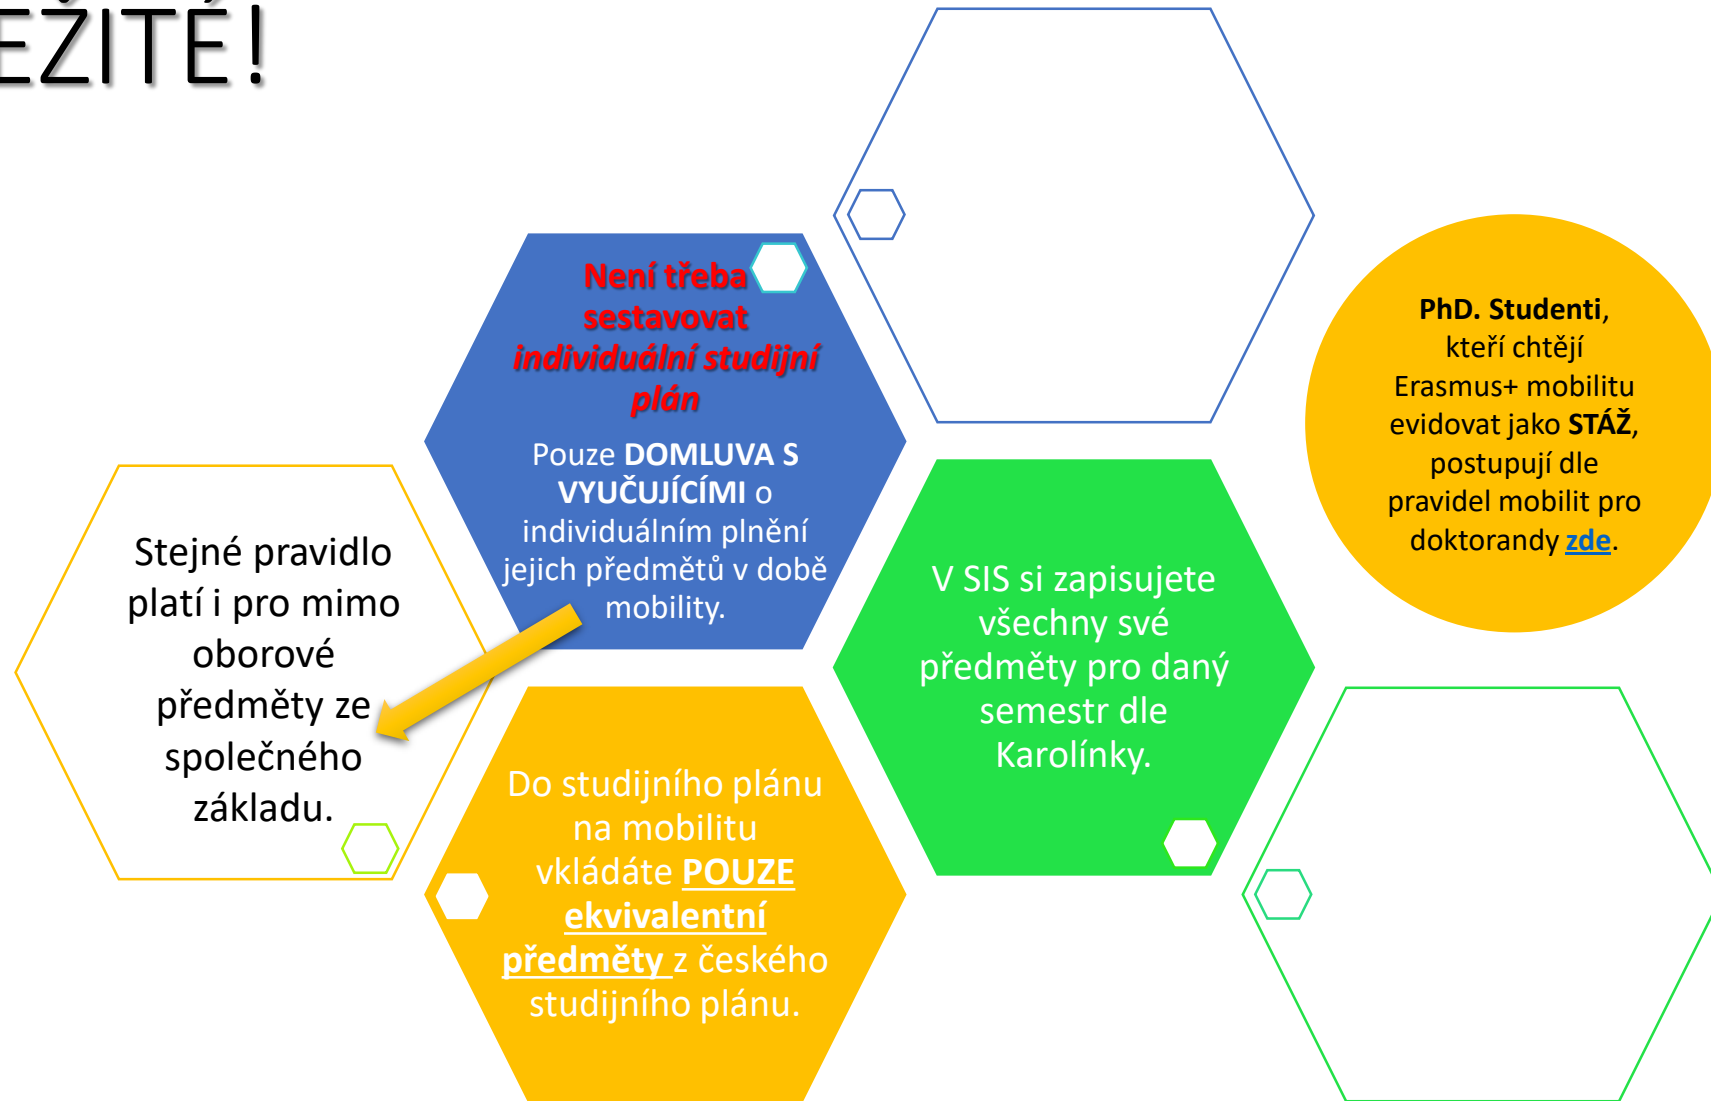 EŽITÉ!
Není třeba
sestavovat
individuální studijní
plán
Pouze DOMLUVA S
VYUČUJÍCÍMI o
individuálním plnění
jejich předmětů v době
mobility.
Stejné pravidlo
platí i pro mimo
oborové
předměty ze
společného
základu.
Do studijního plánu
na mobilitu
vkládáte POUZE
ekvivalentní
předměty z českého
studijního plánu.
V SIS si zapisujete
všechny své
předměty pro daný
semestr dle
Karolínky.
PhD. Studenti,
kteří chtějí
Erasmus+ mobilitu
evidovat jako STÁŽ,
postupují dle
pravidel mobilit pro
doktorandy zde.